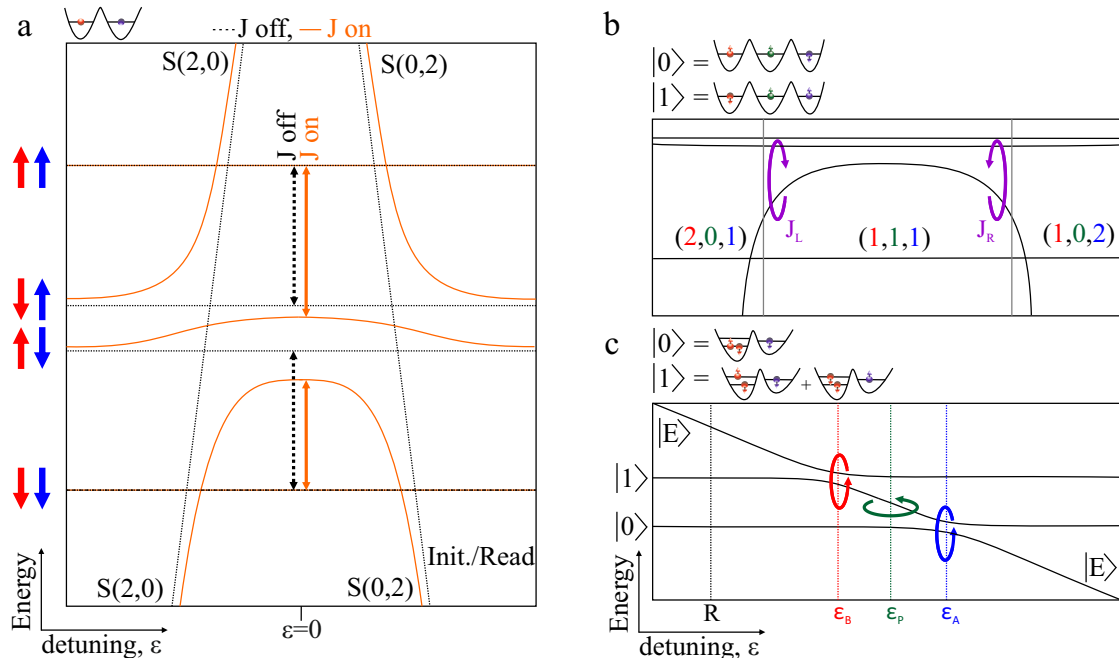 a
J off, J on
S(2,0)
S(0,2)
J off
J on
Init./Read
S(2,0)
S(0,2)
Energy
ε=0
detuning, ε
b
|0⟩ =
|1⟩ =
J_L
J_R
(2,0,1)
(1,1,1)
(1,0,2)
c
|0⟩ =
|1⟩ =
+
|E⟩
|1⟩
|0⟩
|E⟩
Energy
R
ε_B
ε_P
ε_A
detuning, ε